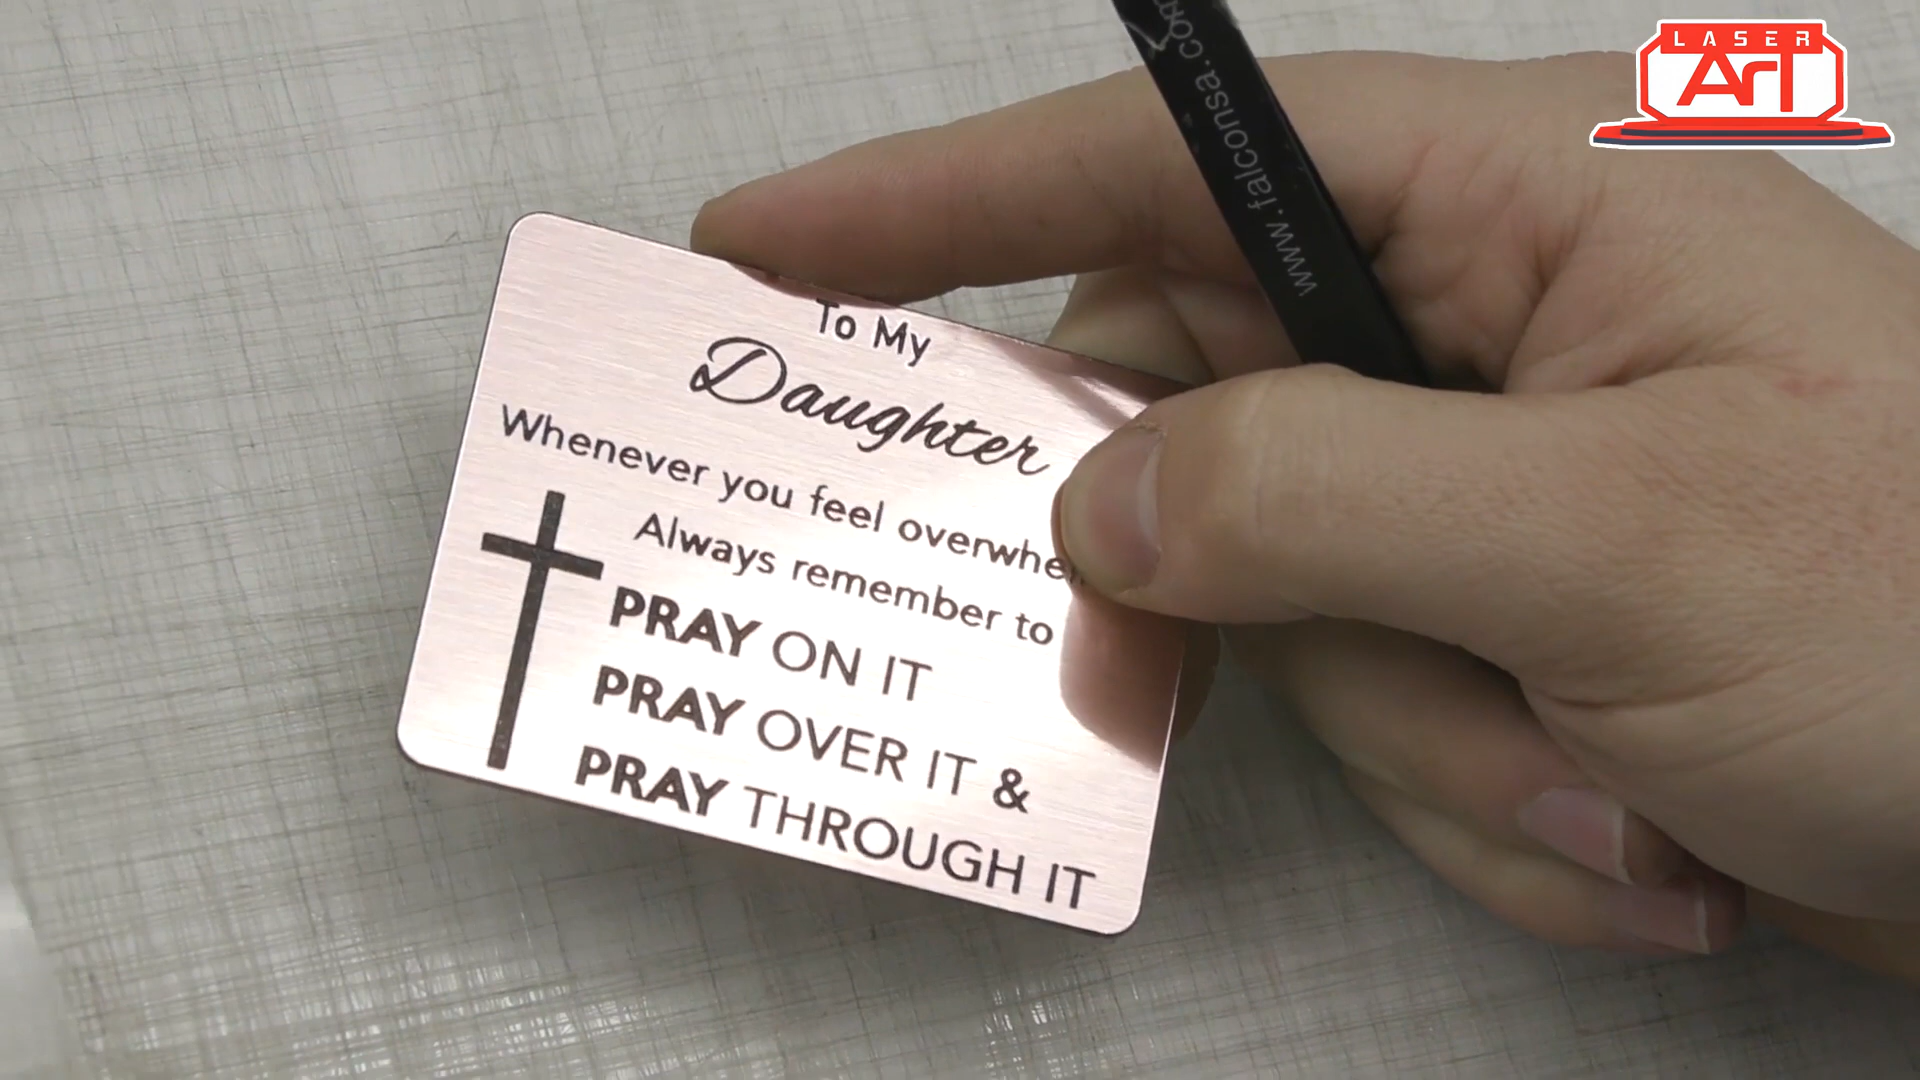 LASER
ArT
www.falconsa.com
To My
Daughter
Whenever you feel
Always remember to
PRAY ON IT
PRAY OVER IT &
PRAY THROUGH IT